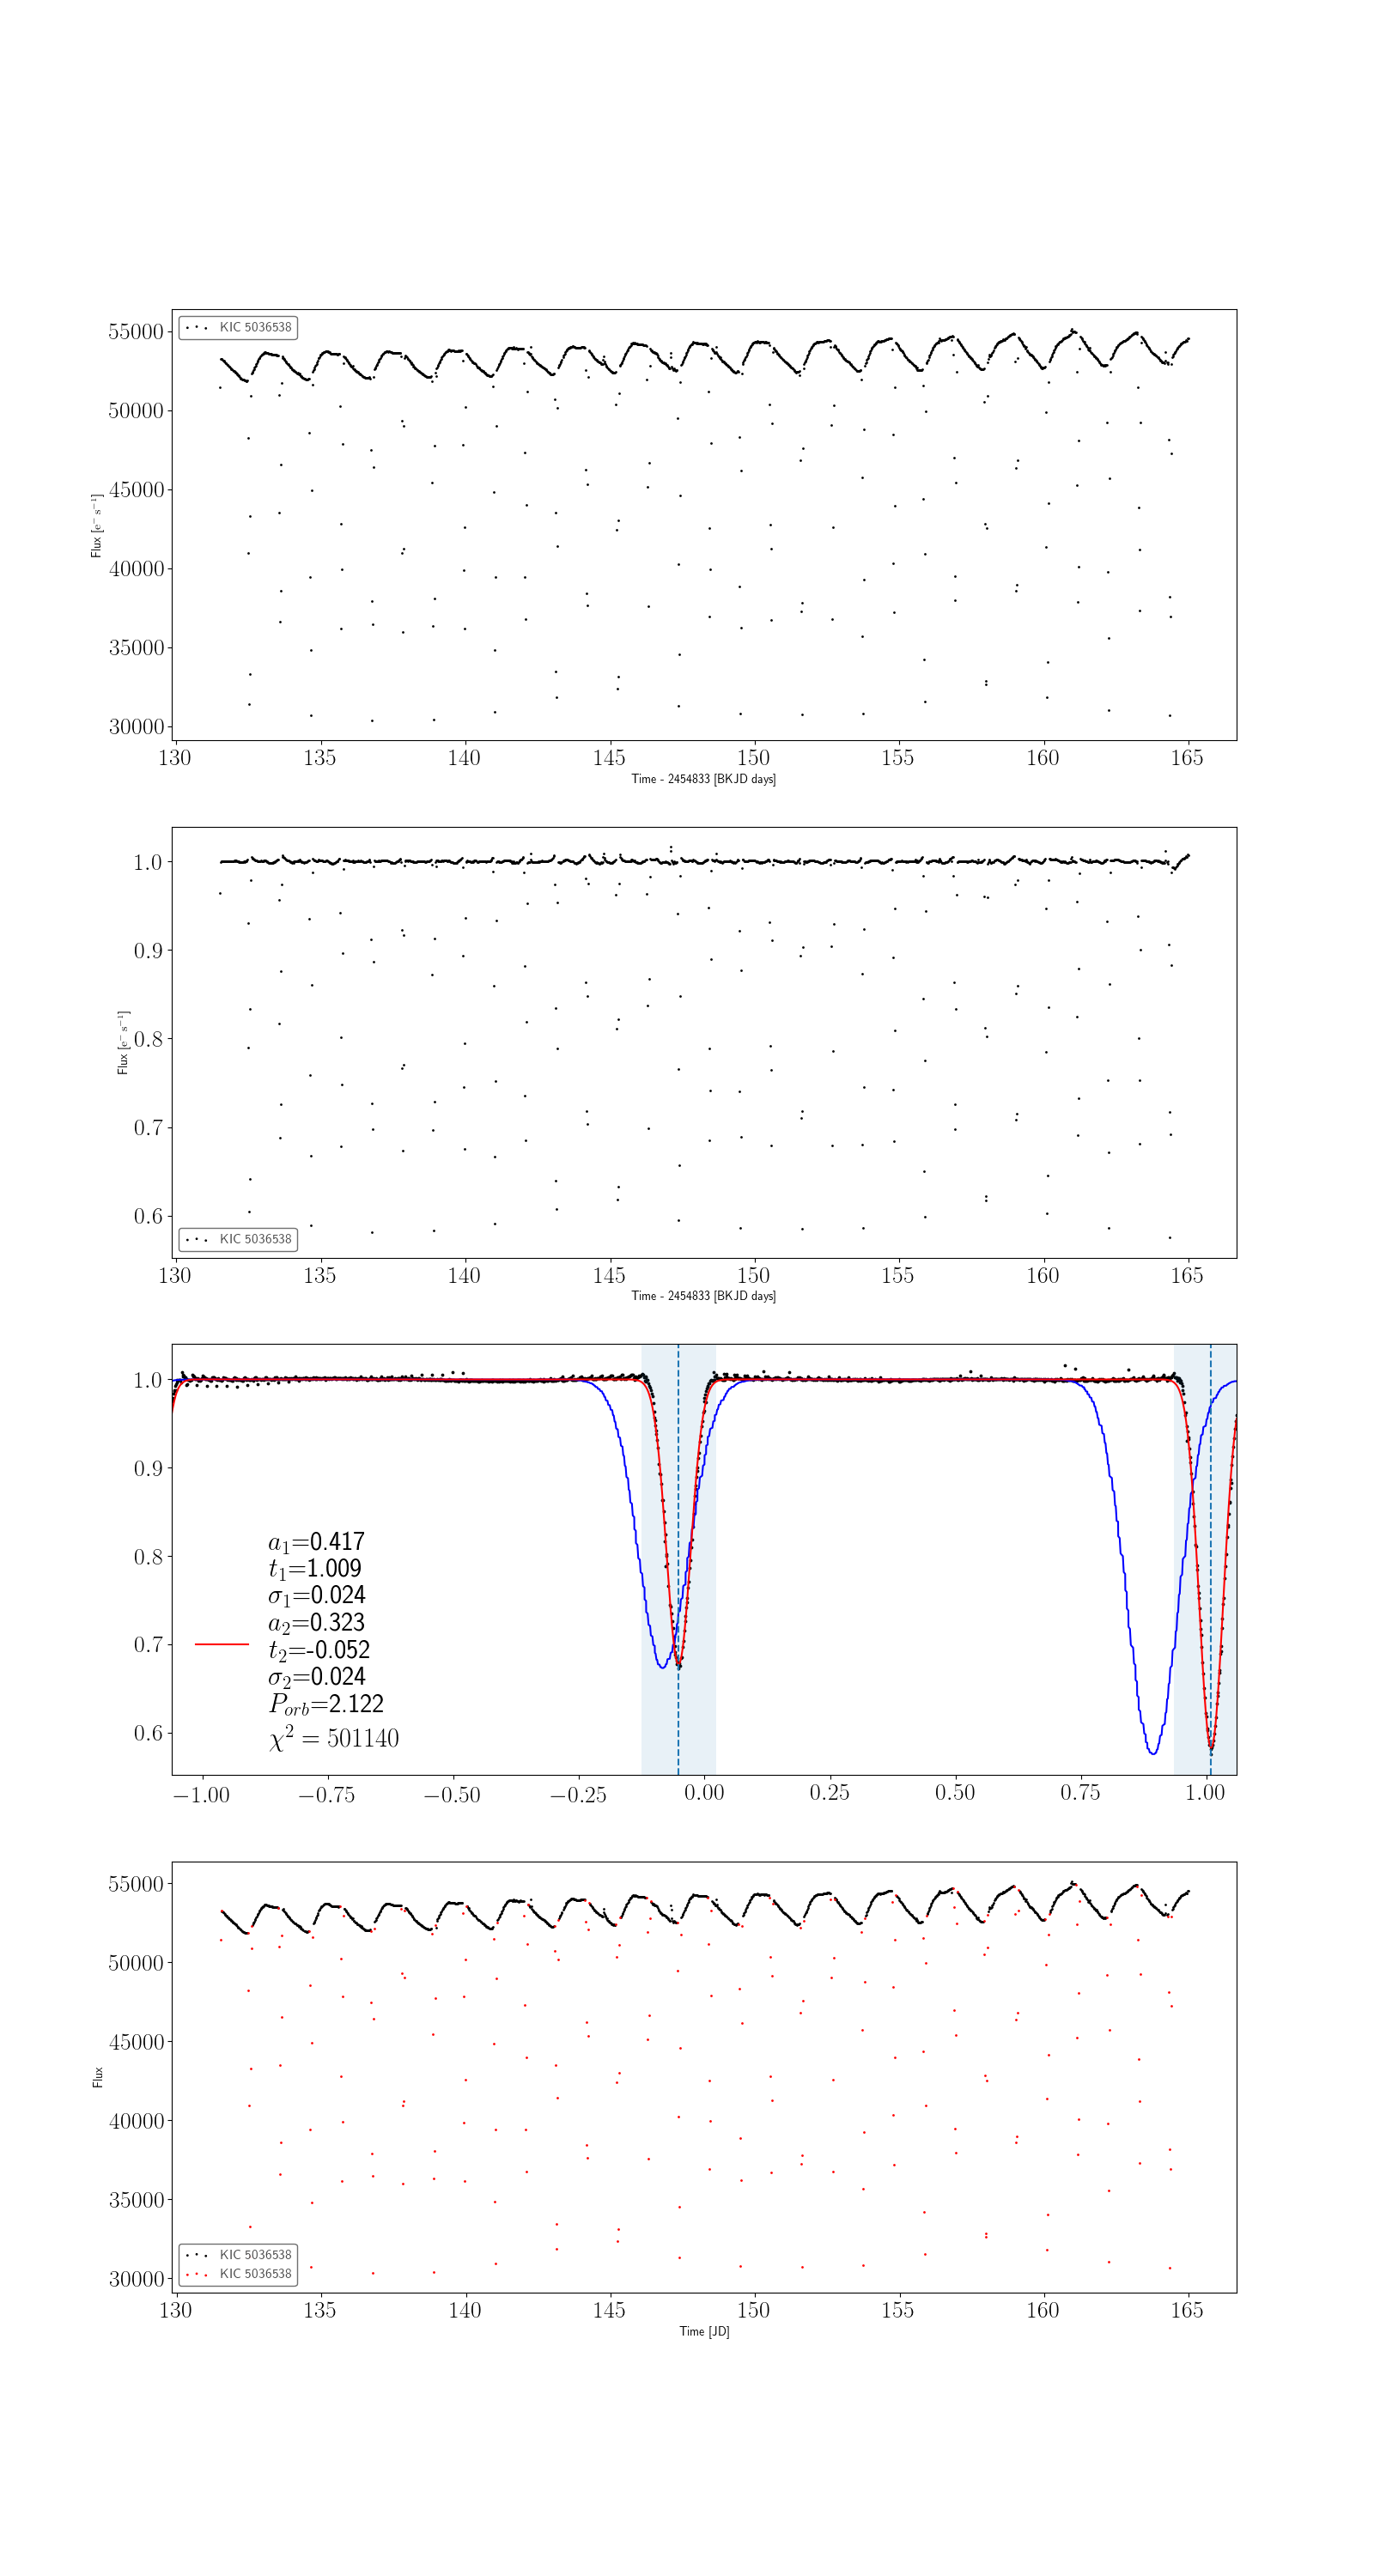 KIC 5036538
55000
50000
45000
40000
35000
30000
Flux [e⁻ s⁻¹]
130 135 140 145 150 155 160 165
Time - 2454833 [BKJD days]
1.0
0.9
0.8
0.7
0.6
Flux [e⁻ s⁻¹]
KIC 5036538
130 135 140 145 150 155 160 165
Time - 2454833 [BKJD days]
1.0
0.9
0.8
0.7
0.6
a₁=0.417
t₁=1.009
σ₁=0.024
a₂=0.323
t₂=-0.052
σ₂=0.024
P_orb=2.122
χ² = 501140
−1.00 −0.75 −0.50 −0.25 0.00 0.25 0.50 0.75 1.00
55000
50000
45000
40000
35000
30000
Flux
KIC 5036538
KIC 5036538
130 135 140 145 150 155 160 165
Time [JD]